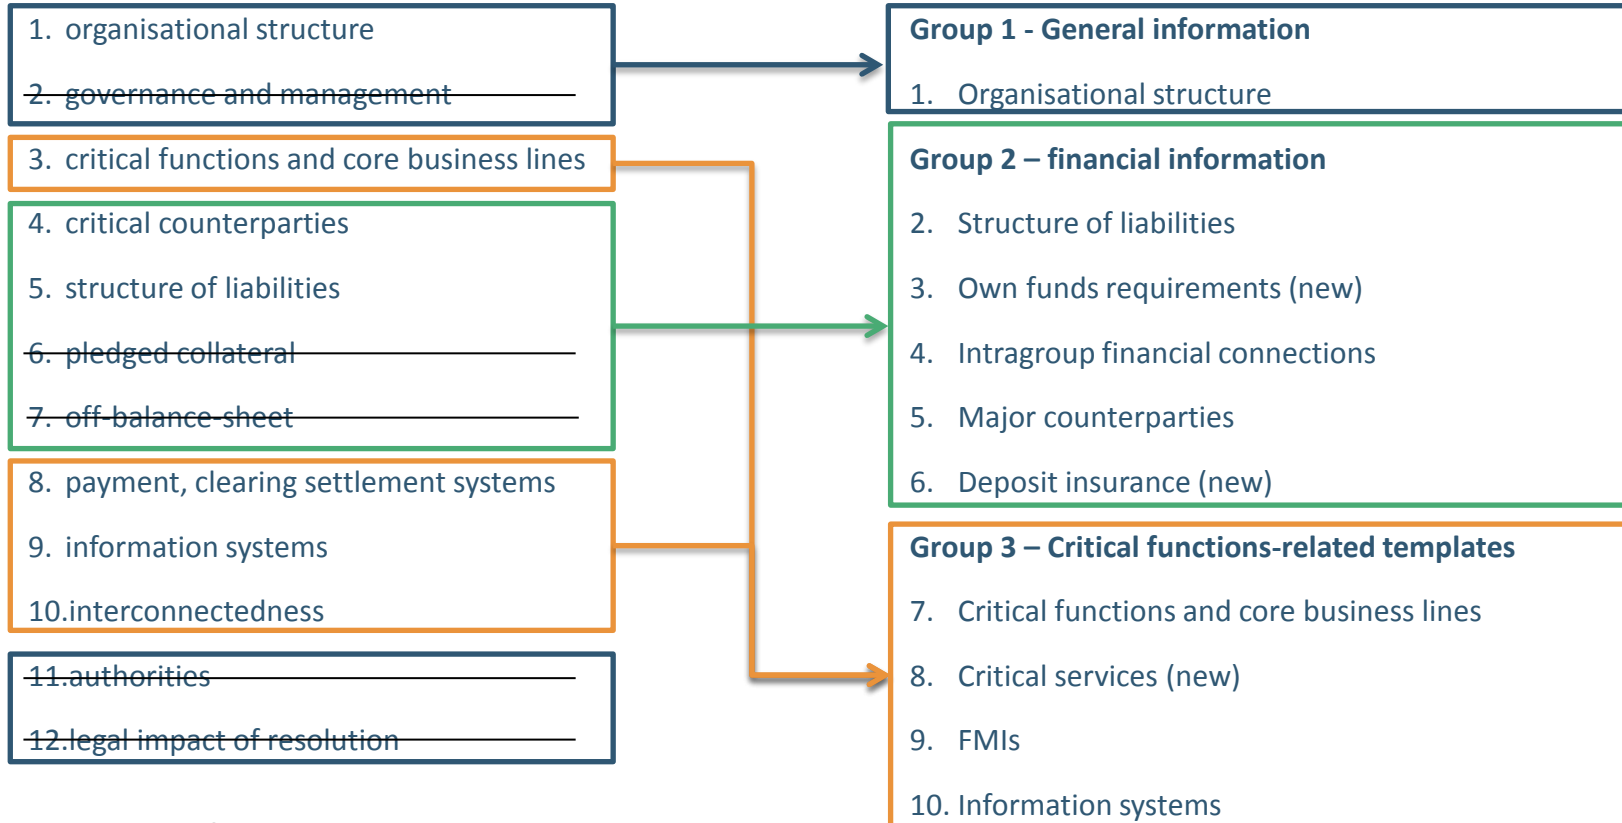 1. organisational structure
2. governance and management
3. critical functions and core business lines
4. critical counterparties
5. structure of liabilities
6. pledged collateral
7. off-balance-sheet
8. payment, clearing settlement systems
9. information systems
10.interconnectedness
11.authorities
12.legal impact of resolution
Group 1 - General information
1. Organisational structure
Group 2 – financial information
2. Structure of liabilities
3. Own funds requirements (new)
4. Intragroup financial connections
5. Major counterparties
6. Deposit insurance (new)
Group 3 – Critical functions-related templates
7. Critical functions and core business lines
8. Critical services (new)
9. FMIs
10. Information systems